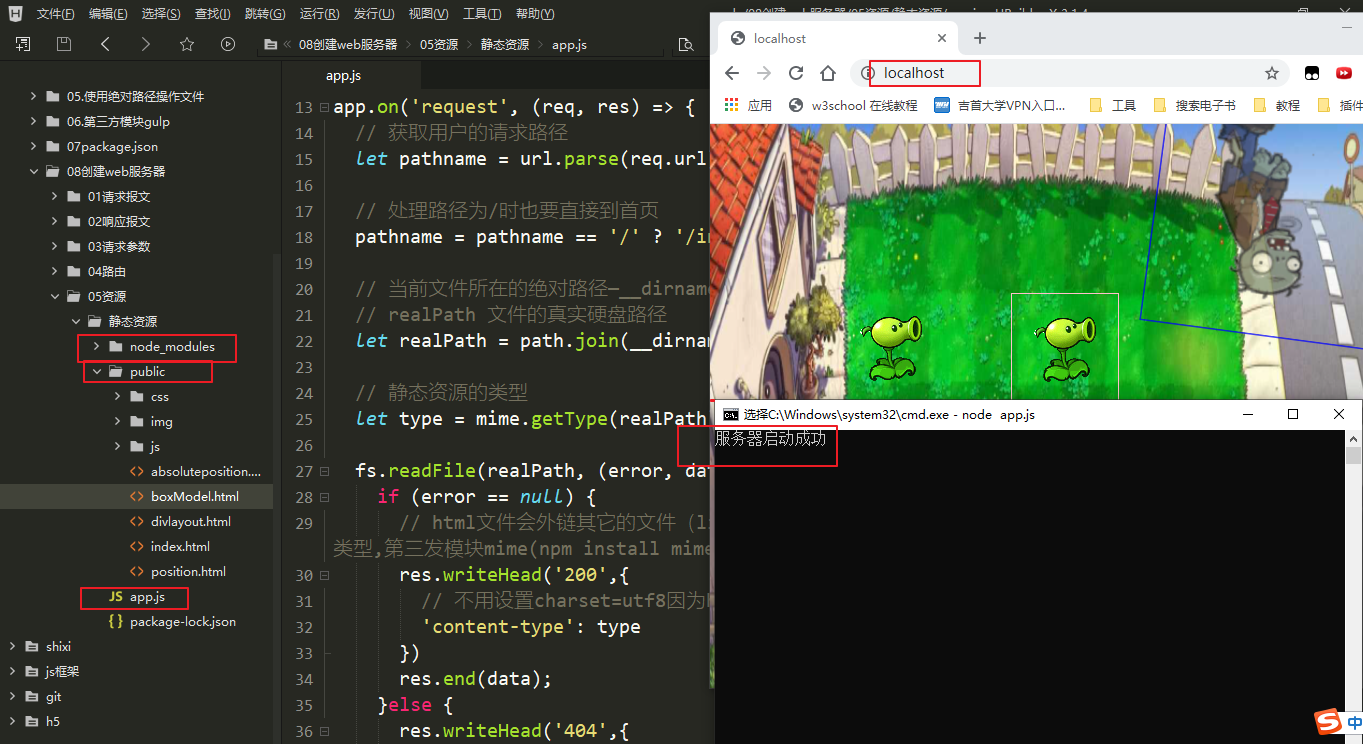 文件(F) 编辑(E) 选择(S) 查找(I) 跳转(G) 运行(R) 发行(U) 视图(V) 工具(T) 帮助(Y)
08创建web服务器 05资源 静态资源 app.js
05.使用绝对路径操作文件
06.第三方模块gulp
07package.json
08创建web服务器
01请求报文
02响应报文
03请求参数
04路由
05资源
静态资源
node_modules
public
css
img
js
absoluteposition....
boxModel.html
divlayout.html
index.html
position.html
JS app.js
{} package-lock.json
shixi
js框架
git
h5
app.js
13 app.on('request', (req, res) => {
14 // 获取用户的请求路径
15 let pathname = url.parse(req.url
16
17 // 处理路径为/时也要直接到首页
18 pathname = pathname == '/' ? '/in
19
20 // 当前文件所在的绝对路径—__dirname
21 // realPath 文件的真实硬盘路径
22 let realPath = path.join(__dirnam
23
24 // 静态资源的类型
25 let type = mime.getType(realPath
26
27 fs.readFile(realPath, (error, da
28 if (error == null) {
29 // html文件会外链其它的文件（li
类型,第三发模块mime(npm install mime
30 res.writeHead('200',{
31 // 不用设置charset=utf8因为
32 'content-type': type
33 })
34 res.end(data);
35 }else {
36 res.writeHead('404',{
localhost
localhost
应用 w3school 在线教程 吉首大学VPN入口... 工具 搜索电子书 教程 插件
选择C:\Windows\system32\cmd.exe - node app.js
服务器启动成功
中